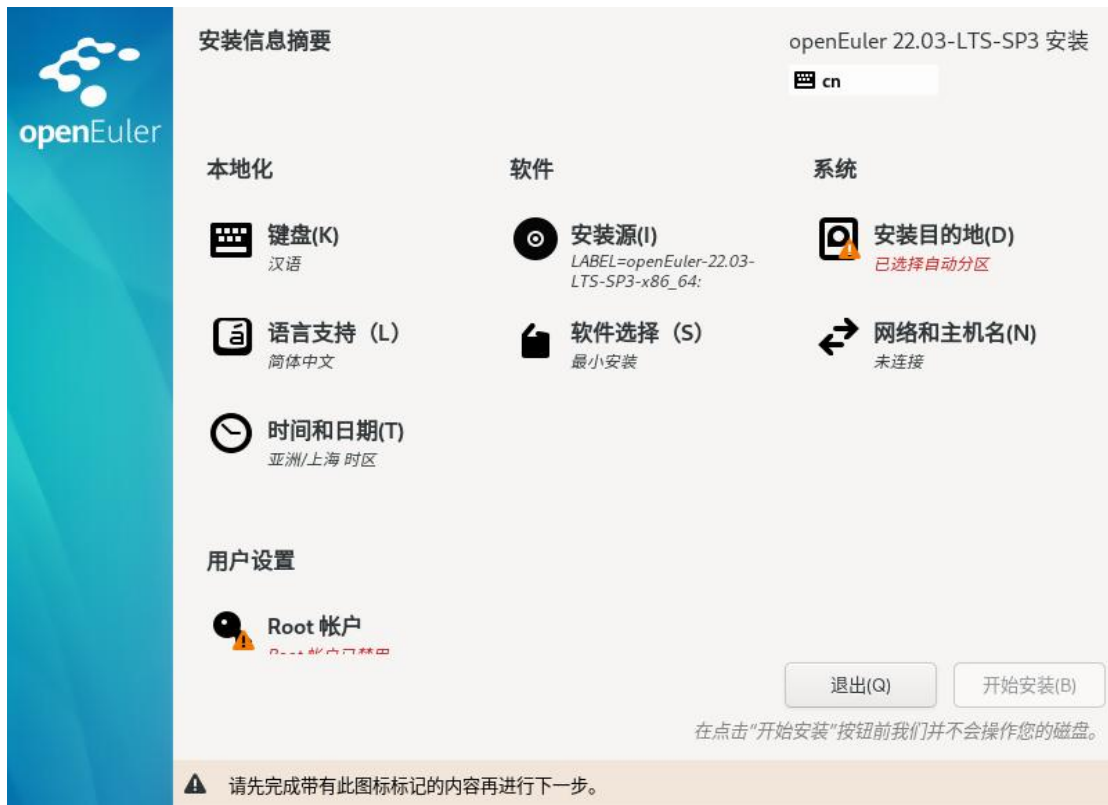 openEuler
安装信息摘要
openEuler 22.03-LTS-SP3 安装
cn
本地化
软件
系统
键盘(K)
汉语
安装源(I)
LABEL=openEuler-22.03-
LTS-SP3-x86_64:
安装目的地(D)
已选择自动分区
语言支持（L）
简体中文
软件选择（S）
最小安装
网络和主机名(N)
未连接
时间和日期(T)
亚洲/上海 时区
用户设置
Root 帐户
Root 帐户已禁用
退出(Q)
开始安装(B)
在点击"开始安装"按钮前我们并不会操作您的磁盘。
请先完成带有此图标标记的内容再进行下一步。